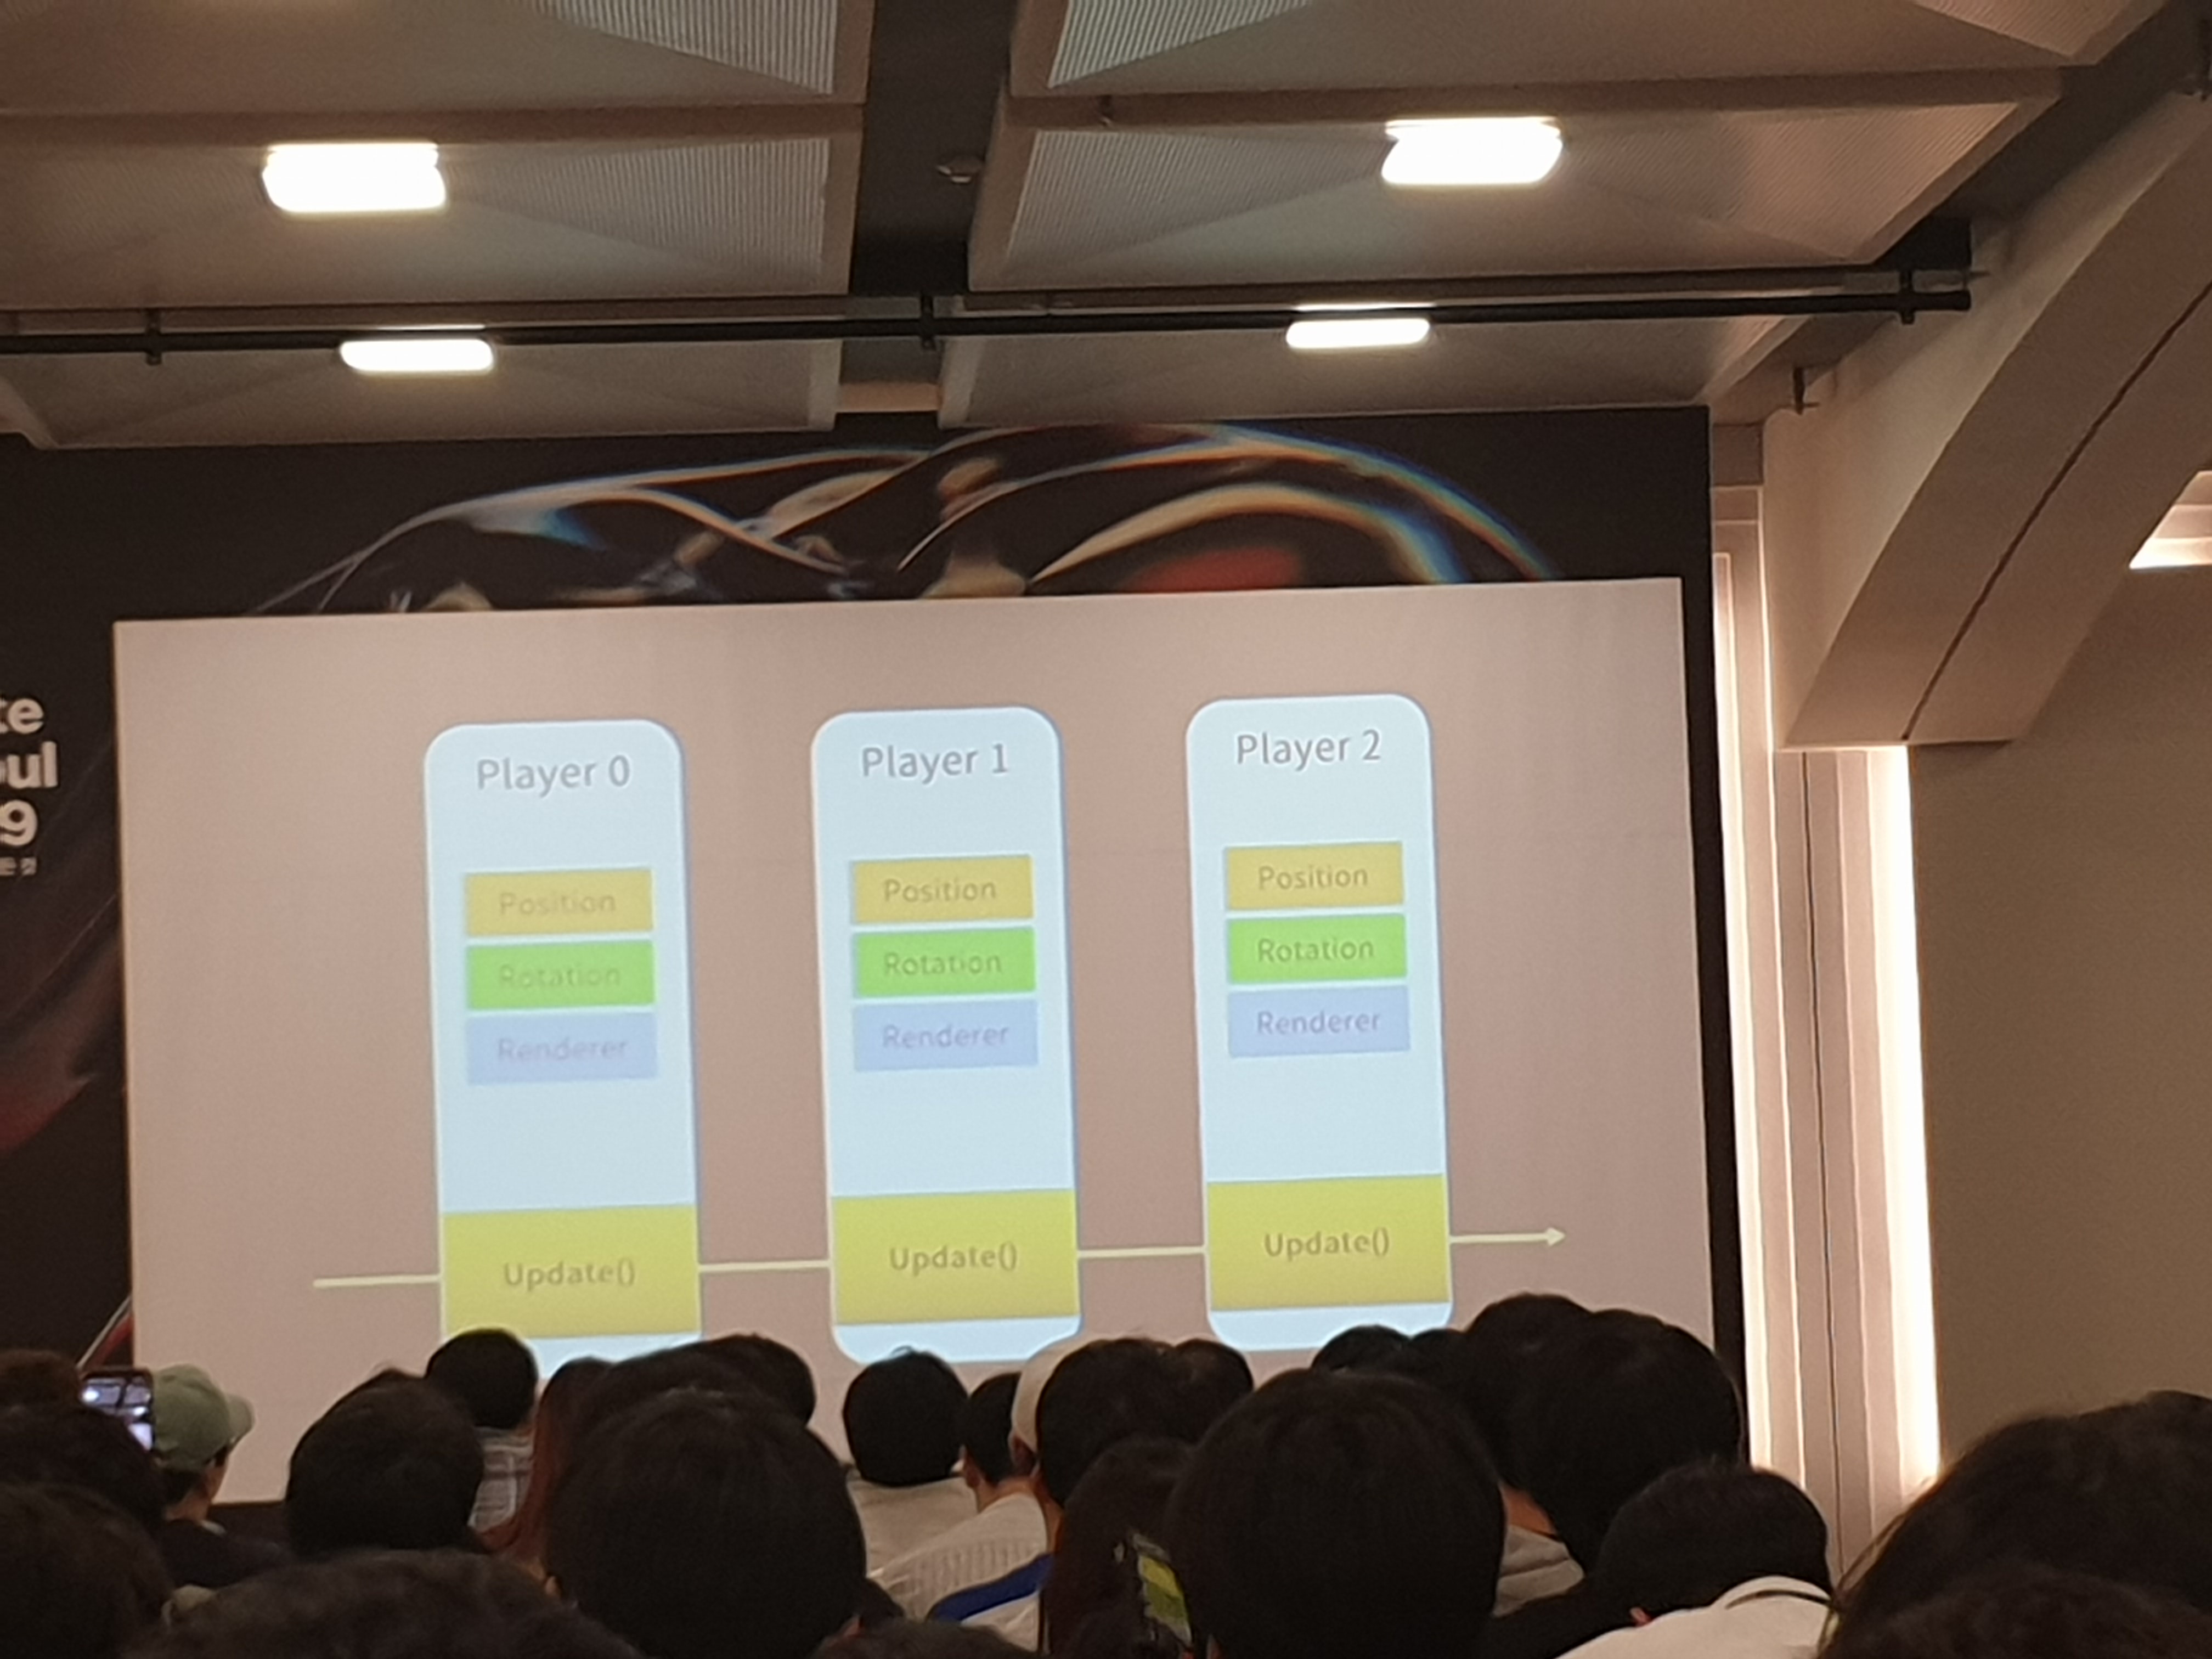 te
oul
9
Player 0
Position
Rotation
Renderer
Update()
Player 1
Position
Rotation
Renderer
Update()
Player 2
Position
Rotation
Renderer
Update()